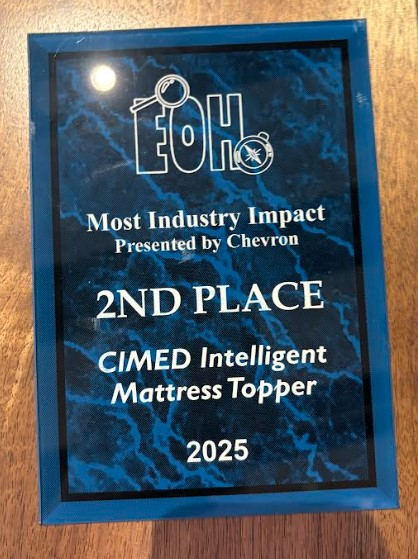 EOH
Most Industry Impact
Presented by Chevron
2ND PLACE
CIMED Intelligent
Mattress Topper
2025